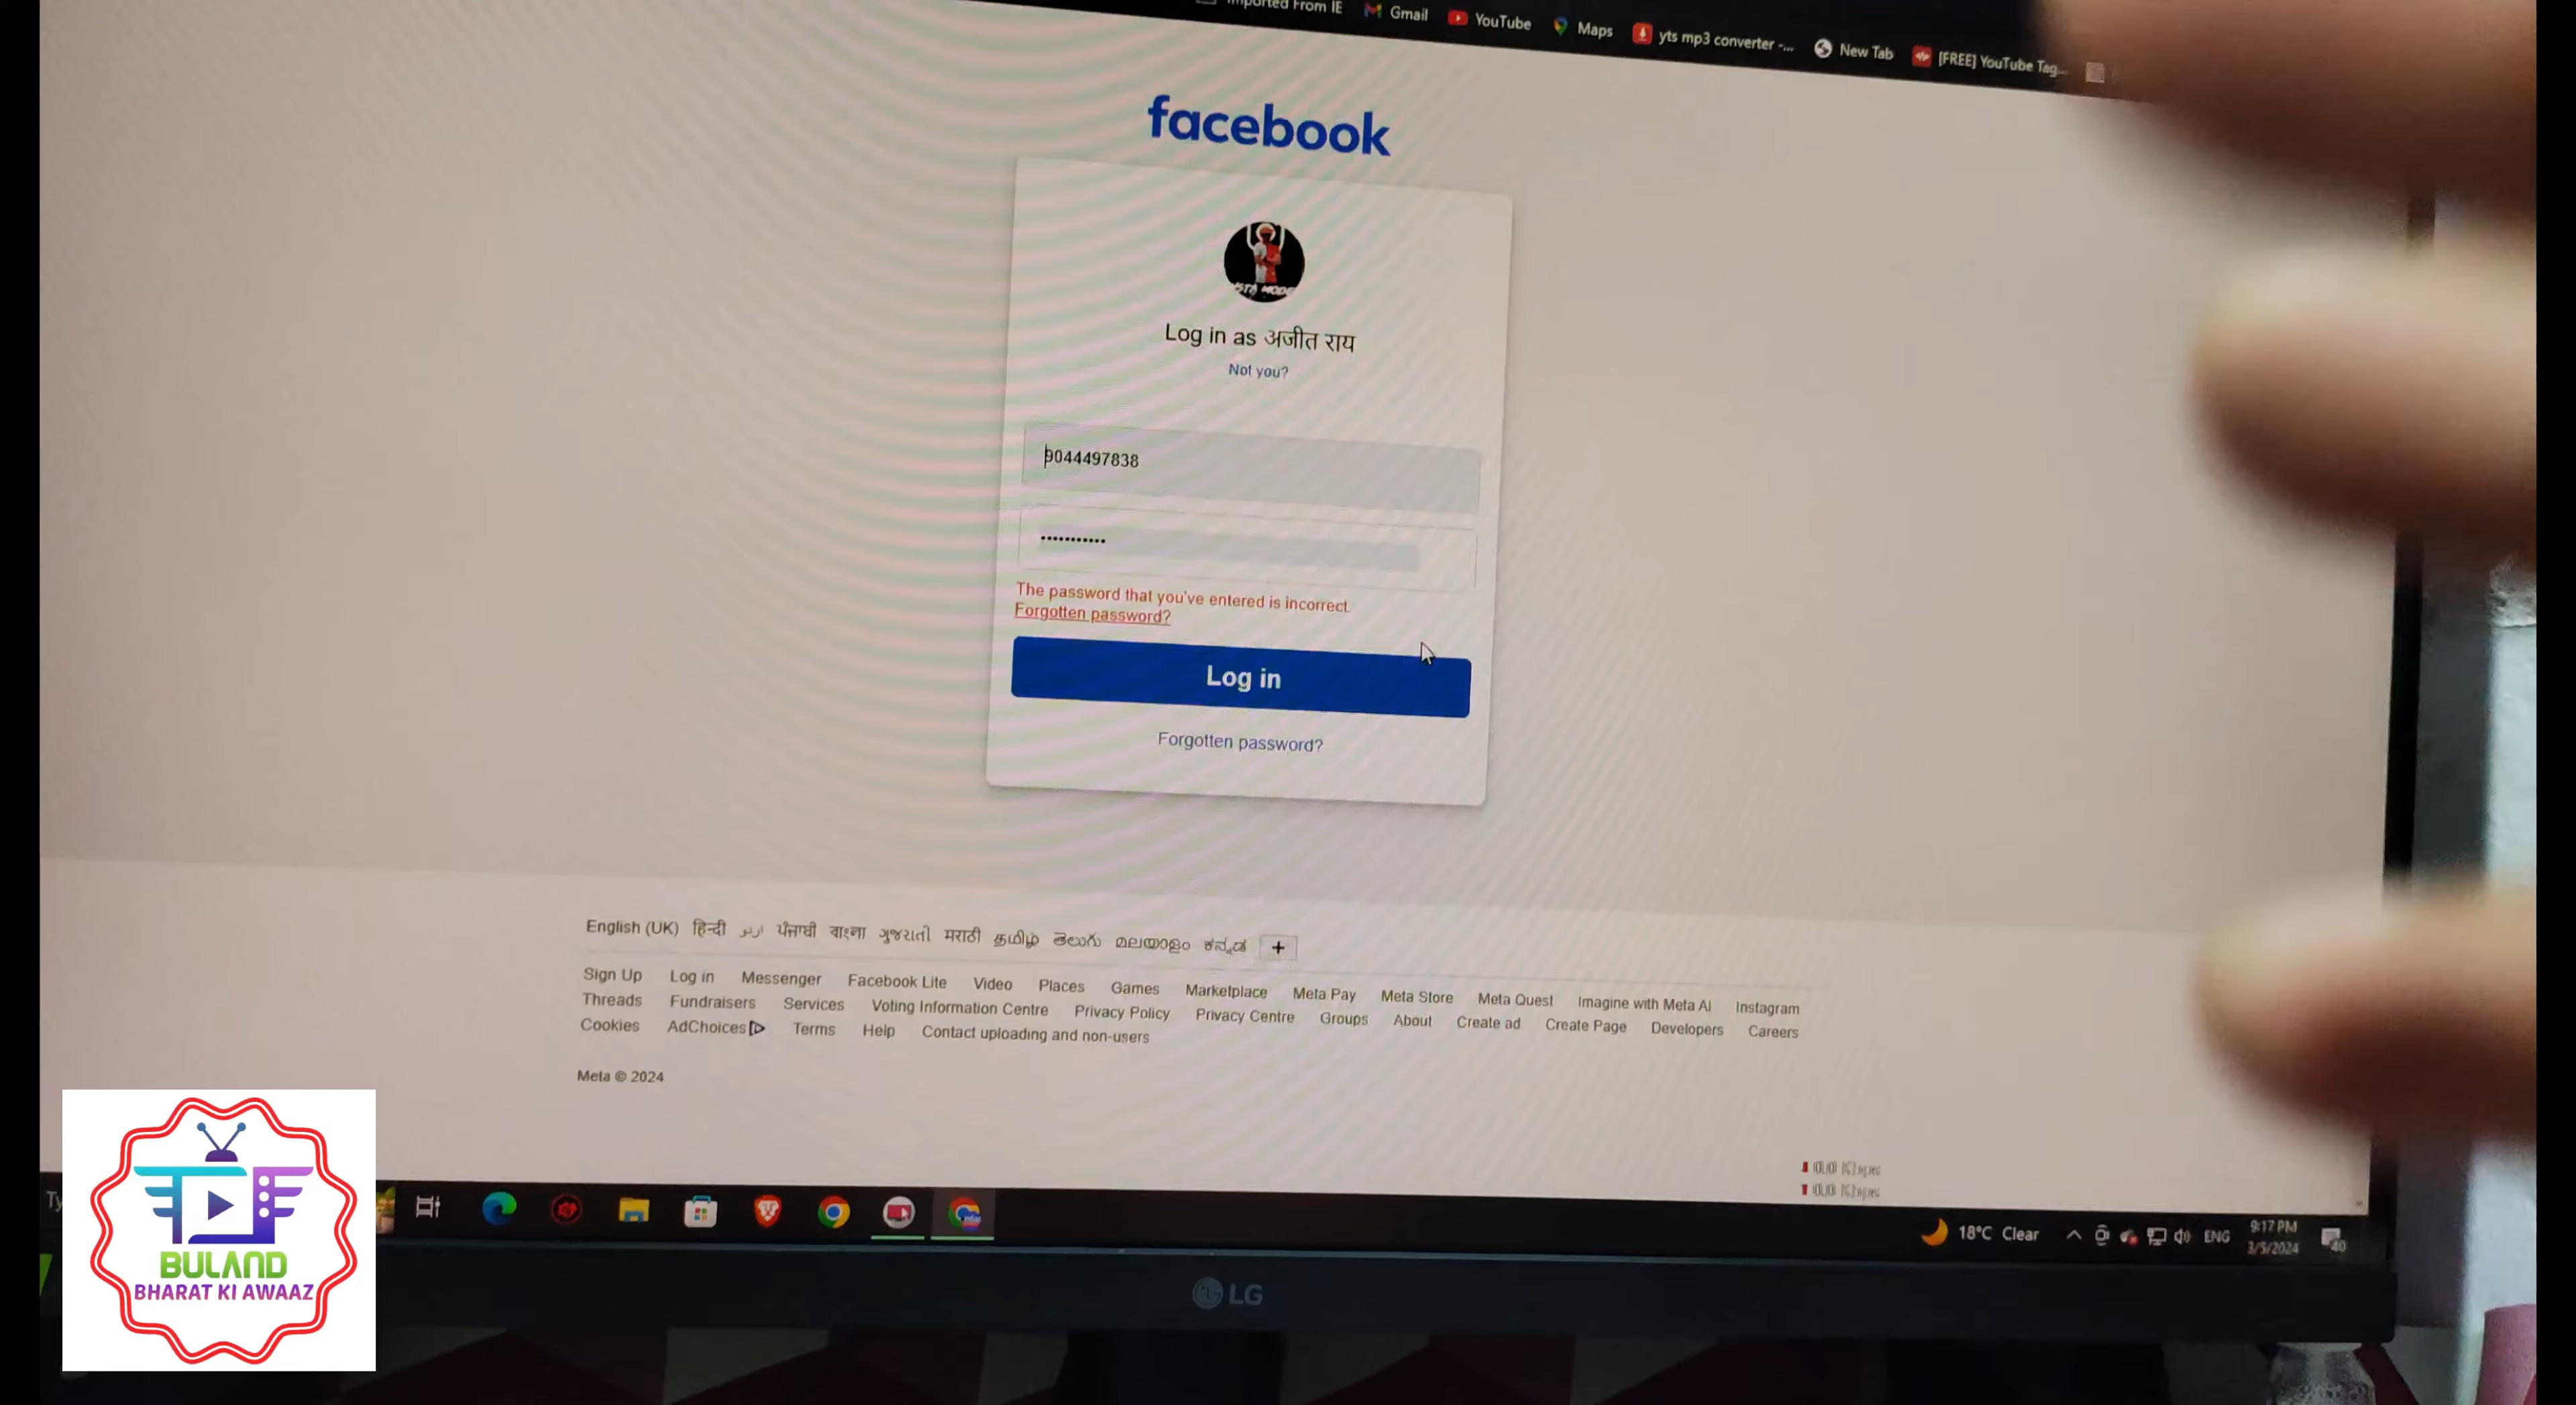 From IE Gmail YouTube Maps yts mp3 converter -... New Tab [FREE] YouTube Tag...
facebook
Log in as अजीत राय
Not you?
9044497838
The password that you've entered is incorrect.
Forgotten password?
Log in
Forgotten password?
English (UK) हिन्दी اردو ਪੰਜਾਬੀ বাংলা ગુજરાતી मराठी தமிழ் తెలుగు മലയാളം ಕನ್ನಡ +
Sign Up Log in Messenger Facebook Lite Video Places Games Marketplace Meta Pay Meta Store Meta Quest Imagine with Meta AI Instagram
Threads Fundraisers Services Voting Information Centre Privacy Policy Privacy Centre Groups About Create ad Create Page Developers Careers
Cookies AdChoices Terms Help Contact uploading and non-users
Meta © 2024
18°C Clear ENG 9:17 PM
3/5/2024
40
LG
BULAND
BHARAT KI AWAAZ